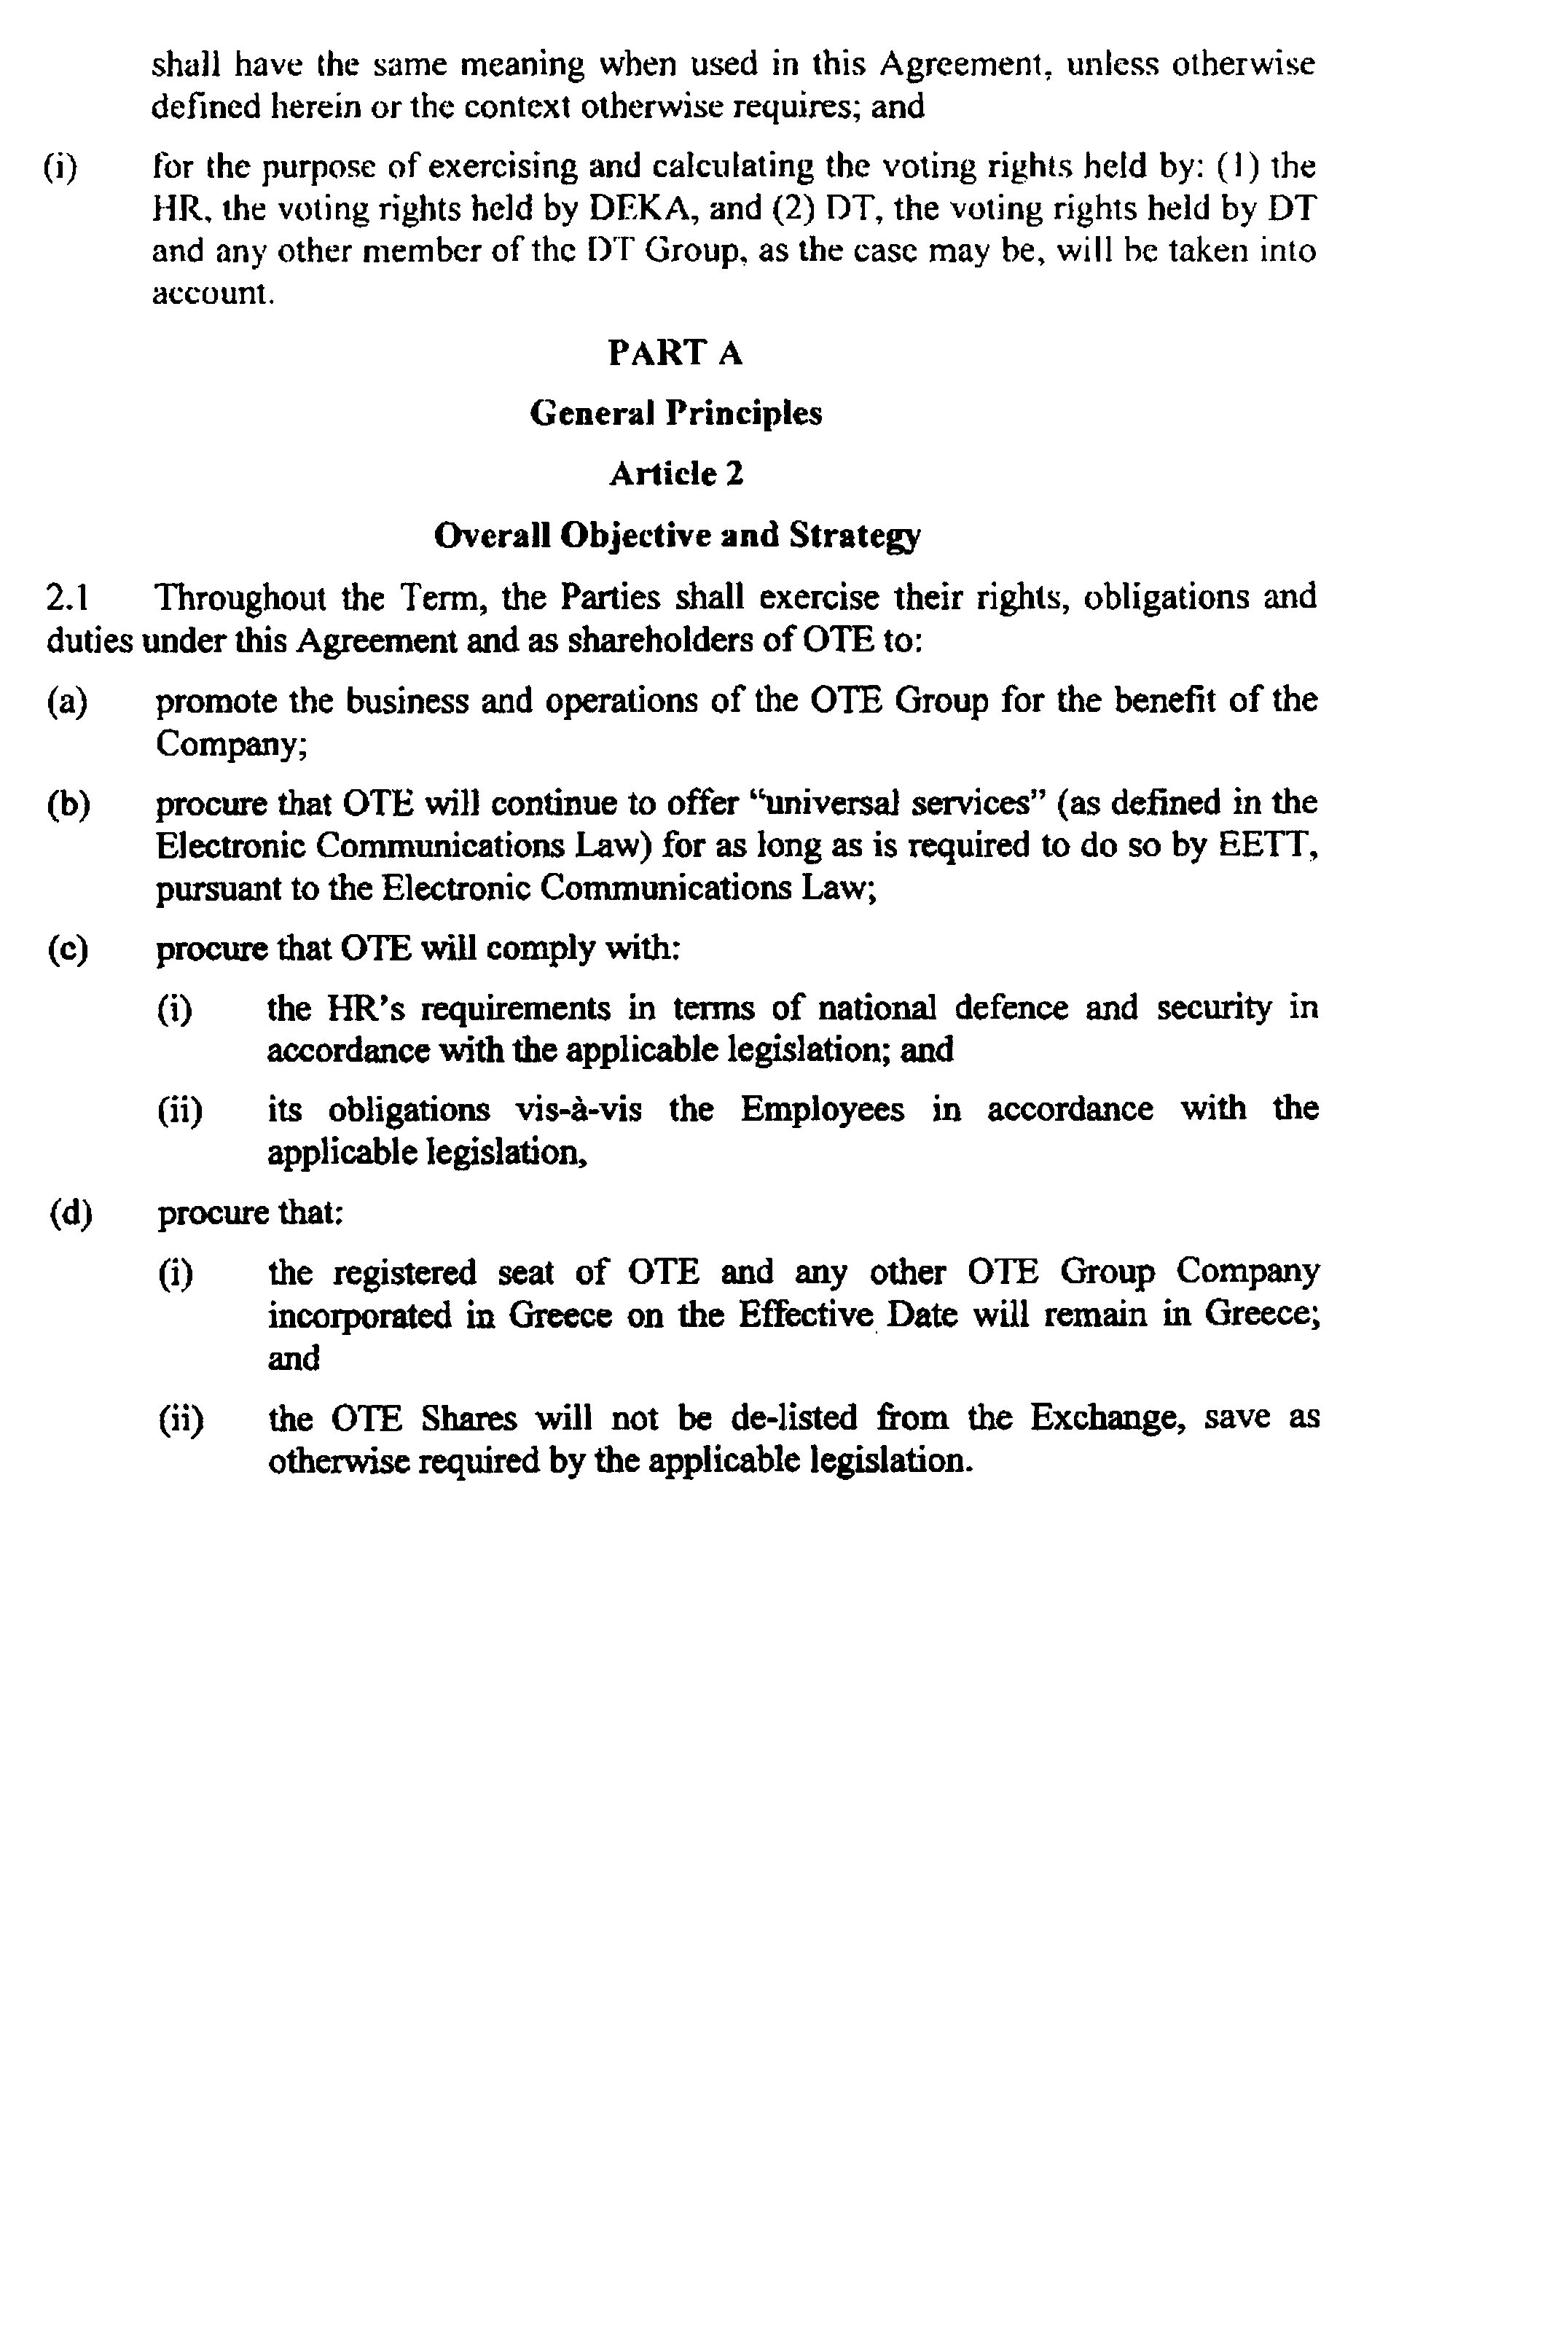 shall have the same meaning when used in this Agreement, unless otherwise
defined herein or the context otherwise requires; and
(i) for the purpose of exercising and calculating the voting rights held by: (1) the
HR, the voting rights held by DEKA, and (2) DT, the voting rights held by DT
and any other member of the DT Group, as the case may be, will be taken into
account.
PART A
General Principles
Article 2
Overall Objective and Strategy
2.1 Throughout the Term, the Parties shall exercise their rights, obligations and
duties under this Agreement and as shareholders of OTE to:
(a) promote the business and operations of the OTE Group for the benefit of the
Company;
(b) procure that OTE will continue to offer “universal services” (as defined in the
Electronic Communications Law) for as long as is required to do so by EETT,
pursuant to the Electronic Communications Law;
(c) procure that OTE will comply with:
(i) the HR’s requirements in terms of national defence and security in
accordance with the applicable legislation; and
(ii) its obligations vis-à-vis the Employees in accordance with the
applicable legislation,
(d) procure that:
(i) the registered seat of OTE and any other OTE Group Company
incorporated in Greece on the Effective Date will remain in Greece;
and
(ii) the OTE Shares will not be de-listed from the Exchange, save as
otherwise required by the applicable legislation.